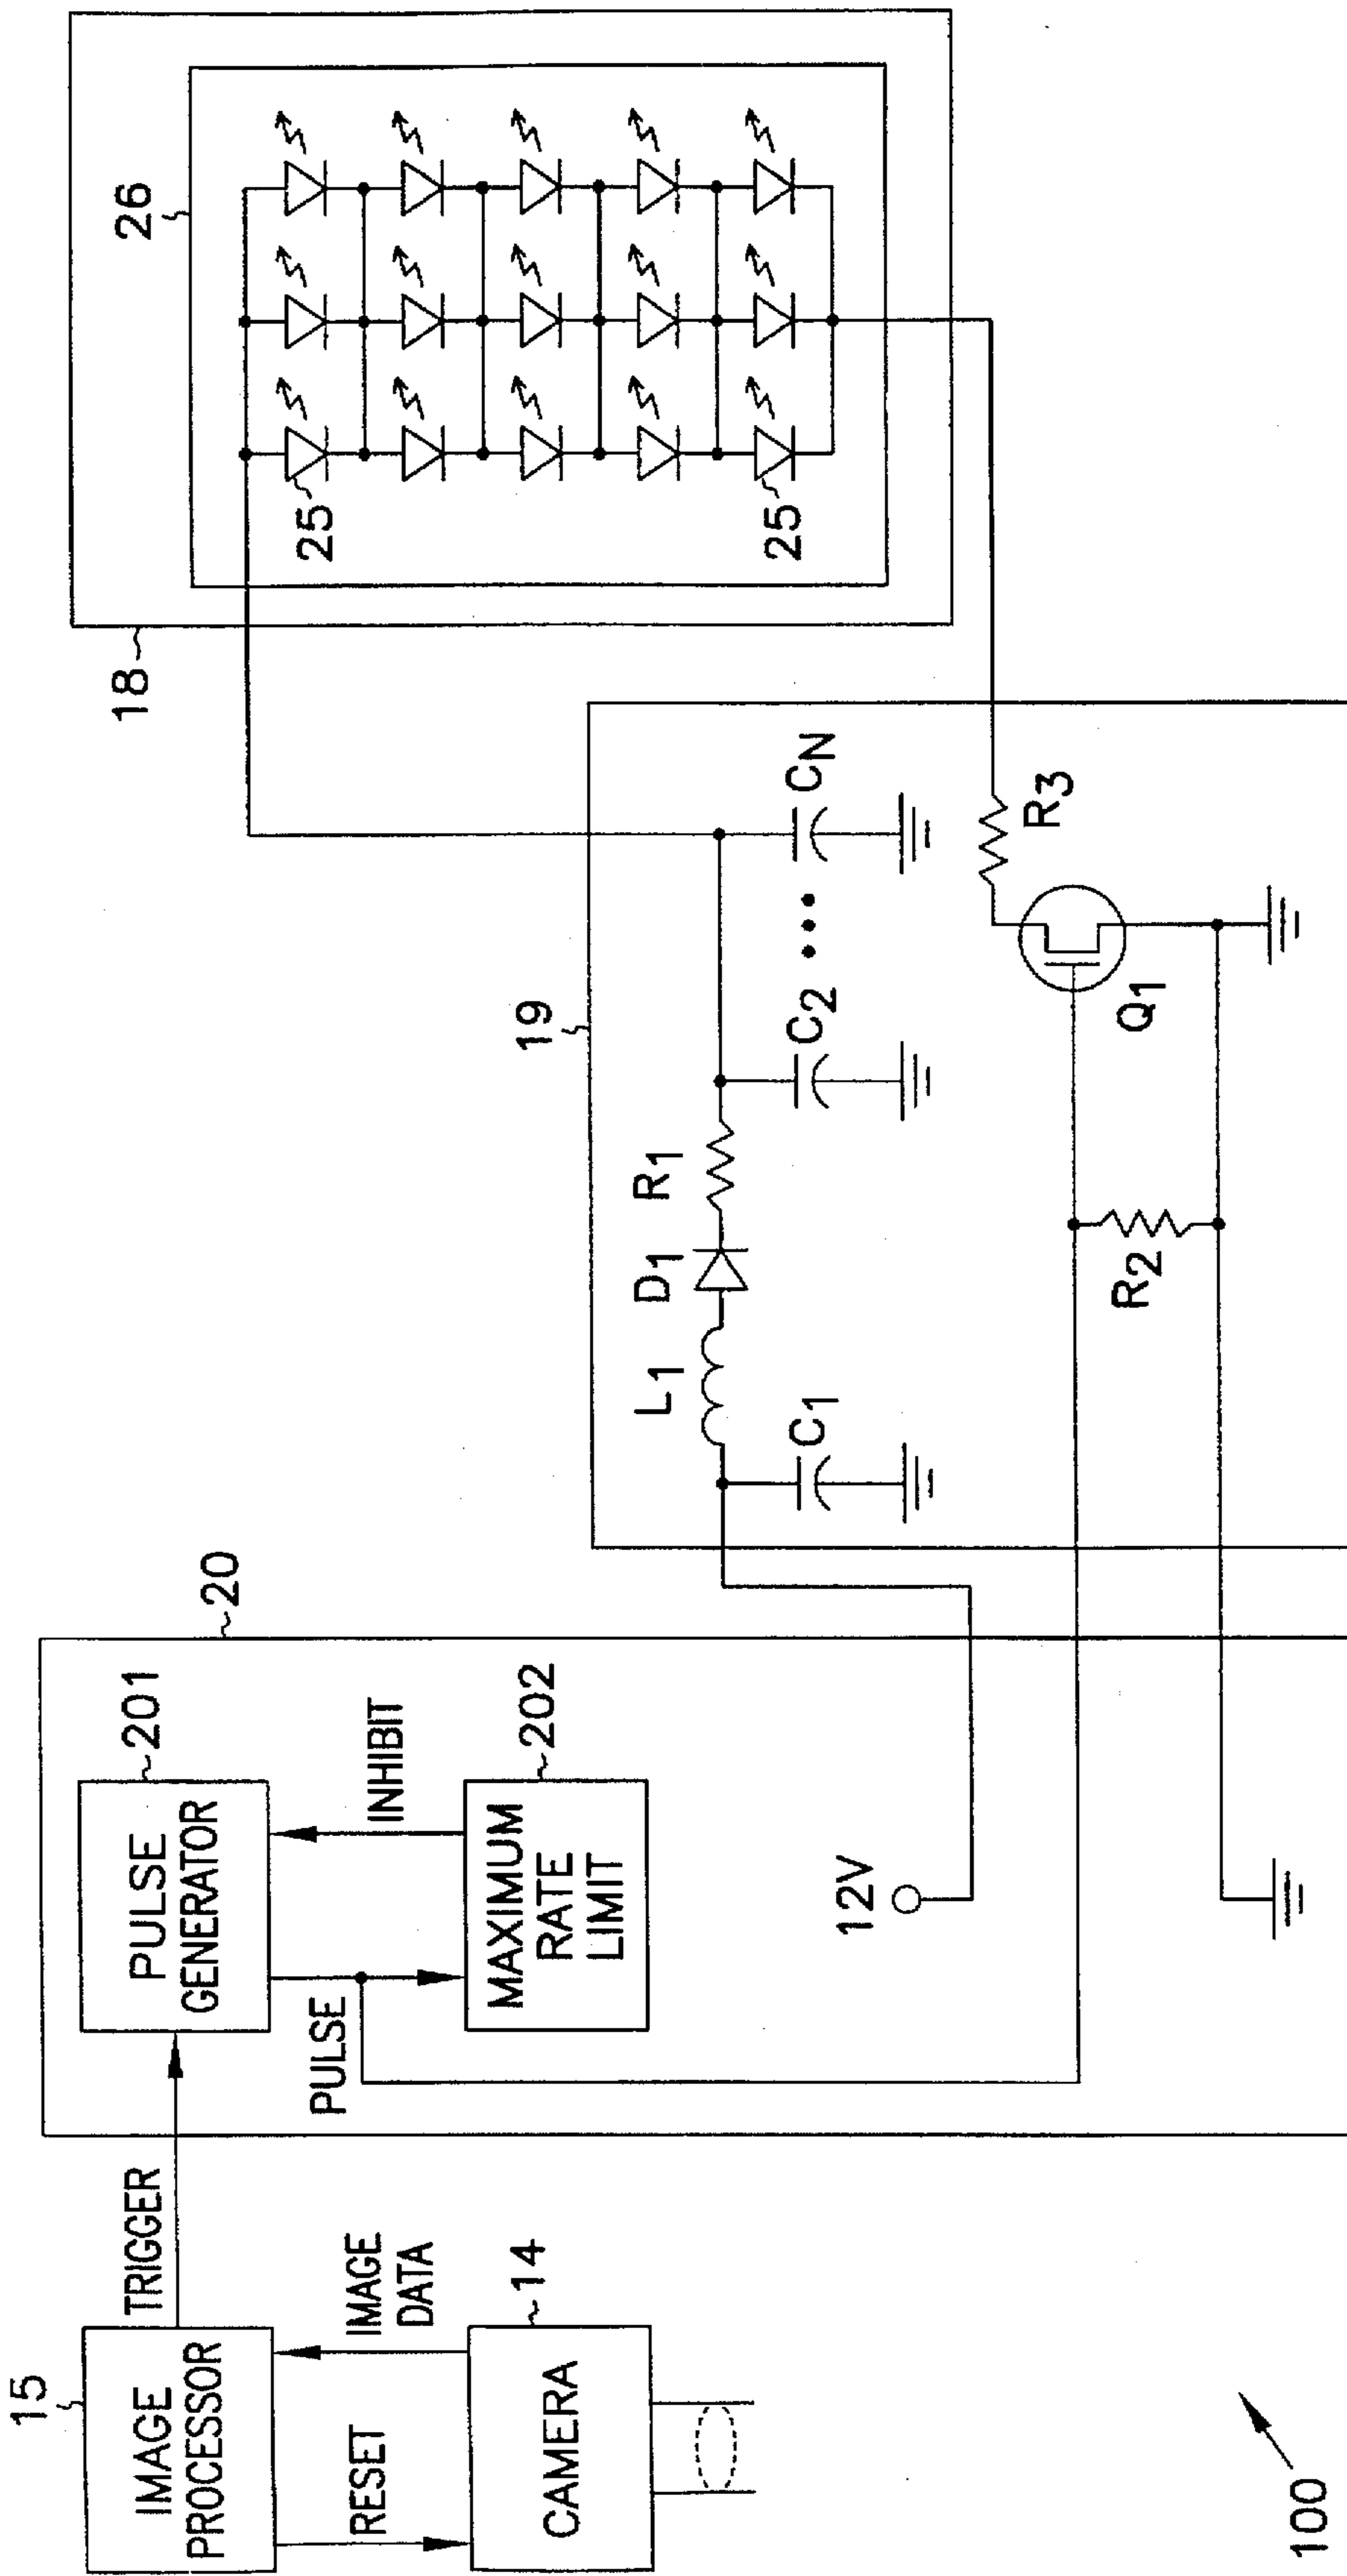 15
IMAGE
PROCESSOR
TRIGGER
RESET
IMAGE
DATA
CAMERA
14
100
20
PULSE
GENERATOR
201
PULSE
INHIBIT
MAXIMUM
RATE
LIMIT
202
12V
19
L1
D1
R1
C1
C2
CN
R2
Q1
R3
18
26
25
25